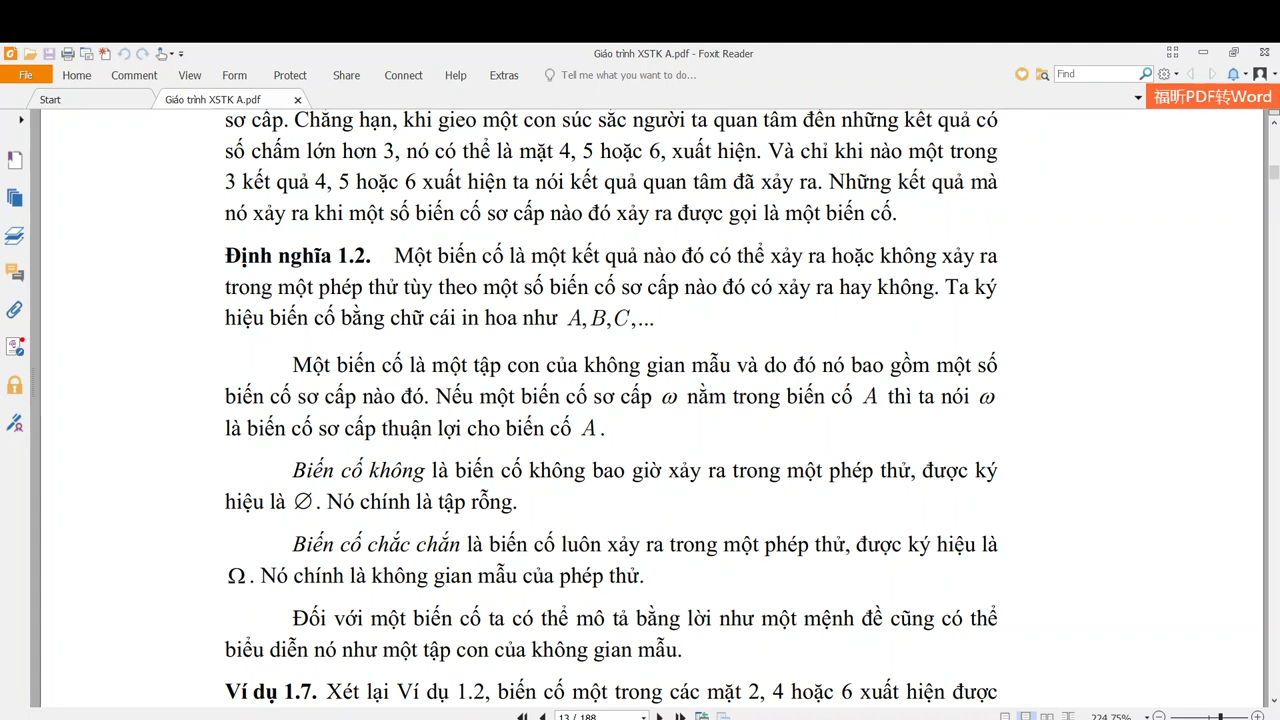 Giáo trình XSTK A.pdf - Foxit Reader
File Home Comment View Form Protect Share Connect Help Extras Tell me what you want to do... Find
Start Giáo trình XSTK A.pdf 福昕PDF转Word
sơ cấp. Chẳng hạn, khi gieo một con súc sắc người ta quan tâm đến những kết quả có
số chấm lớn hơn 3, nó có thể là mặt 4, 5 hoặc 6, xuất hiện. Và chỉ khi nào một trong
3 kết quả 4, 5 hoặc 6 xuất hiện ta nói kết quả quan tâm đã xảy ra. Những kết quả mà
nó xảy ra khi một số biến cố sơ cấp nào đó xảy ra được gọi là một biến cố.
Định nghĩa 1.2. Một biến cố là một kết quả nào đó có thể xảy ra hoặc không xảy ra
trong một phép thử tùy theo một số biến cố sơ cấp nào đó có xảy ra hay không. Ta ký
hiệu biến cố bằng chữ cái in hoa như A, B, C,...
Một biến cố là một tập con của không gian mẫu và do đó nó bao gồm một số
biến cố sơ cấp nào đó. Nếu một biến cố sơ cấp ω nằm trong biến cố A thì ta nói ω
là biến cố sơ cấp thuận lợi cho biến cố A.
Biến cố không là biến cố không bao giờ xảy ra trong một phép thử, được ký
hiệu là ∅. Nó chính là tập rỗng.
Biến cố chắc chắn là biến cố luôn xảy ra trong một phép thử, được ký hiệu là
Ω. Nó chính là không gian mẫu của phép thử.
Đối với một biến cố ta có thể mô tả bằng lời như một mệnh đề cũng có thể
biểu diễn nó như một tập con của không gian mẫu.
Ví dụ 1.7. Xét lại Ví dụ 1.2, biến cố một trong các mặt 2, 4 hoặc 6 xuất hiện được
13 / 188 224.75%